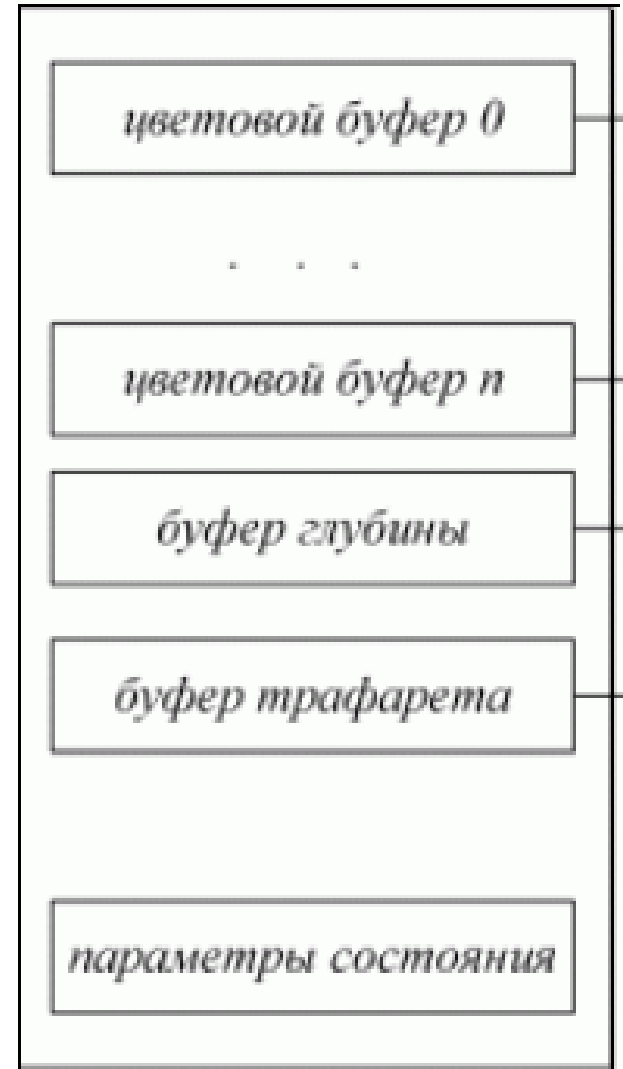 цветовой буфер 0
. . .
цветовой буфер n
буфер глубины
буфер трафарета
параметры состояния